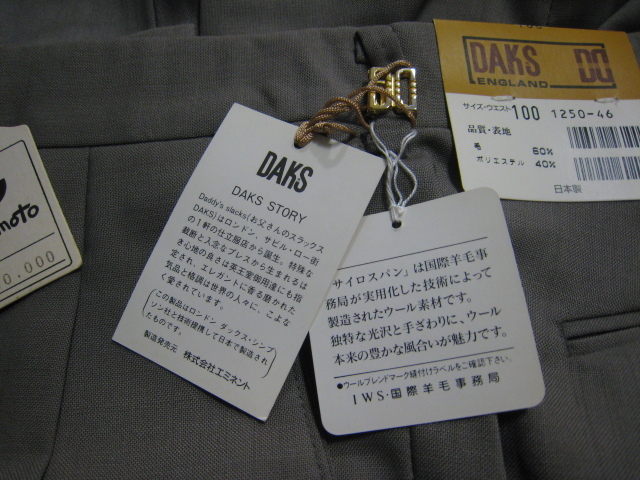 DAKS
DD
ENGLAND
サイズ・ウエスト 100 1250-46
品質・表地
毛 60%
ポリエステル 40%
日本製
moto
0.000
DAKS
DAKS STORY
Daddy's slacks(お父さんのスラックス
DAKS)はロンドン、サビル・ロー街
の1軒の仕立服店から誕生。特殊な
裁断と入念なプレスから生まれるは
き心地の良さは英王室御用達にも指
定され、エレガントに香る磨かれた
気品と格調は世界の人々に、こよな
く愛されています。
(この製品はロンドン ダックス・シンプ
ソン社と技術提携して日本で製造され
たものです。)
製造発売元 株式会社エミネント
「サイロスパン」は国際羊毛事
務局が実用化した技術によって
製造されたウール素材です。
独特な光沢と手ざわりに、ウール
本来の豊かな風合いが魅力です。
●ウールブレンドマーク縫付けラベルをご確認下さい。
IWS・国際羊毛事務局